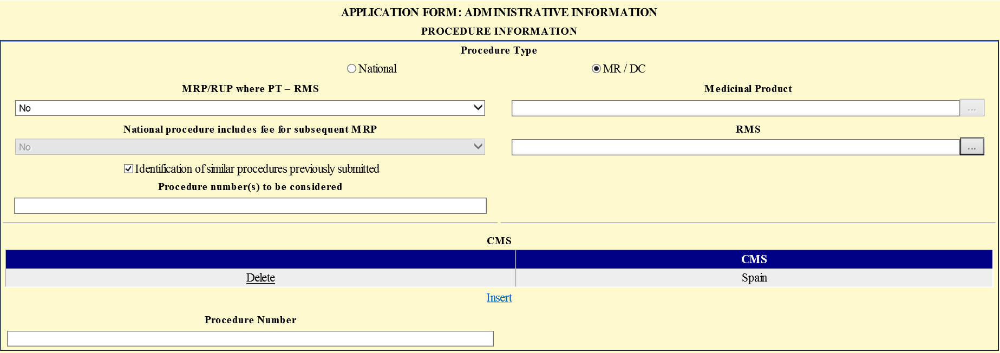 APPLICATION FORM: ADMINISTRATIVE INFORMATION
PROCEDURE INFORMATION
Procedure Type
National MR / DC
MRP/RUP where PT – RMS Medicinal Product
No ...
National procedure includes fee for subsequent MRP RMS
No ...
Identification of similar procedures previously submitted
Procedure number(s) to be considered
CMS
CMS
Delete Spain
Insert
Procedure Number